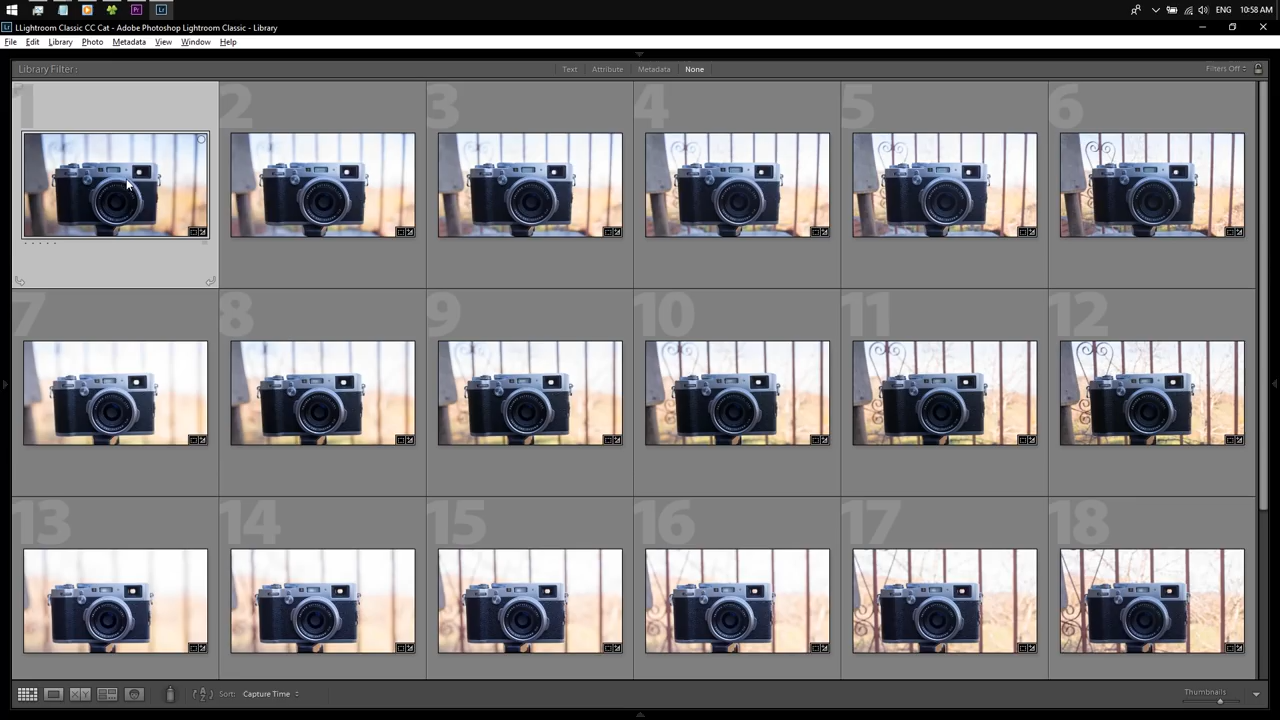 ENG 10:58 AM
LLightroom Classic CC Cat - Adobe Photoshop Lightroom Classic - Library
File Edit Library Photo Metadata View Window Help
Library Filter : Text Attribute Metadata None Filters Off
1 2 3 4 5 6
7 8 9 10 11 12
13 14 15 16 17 18
Sort: Capture Time Thumbnails